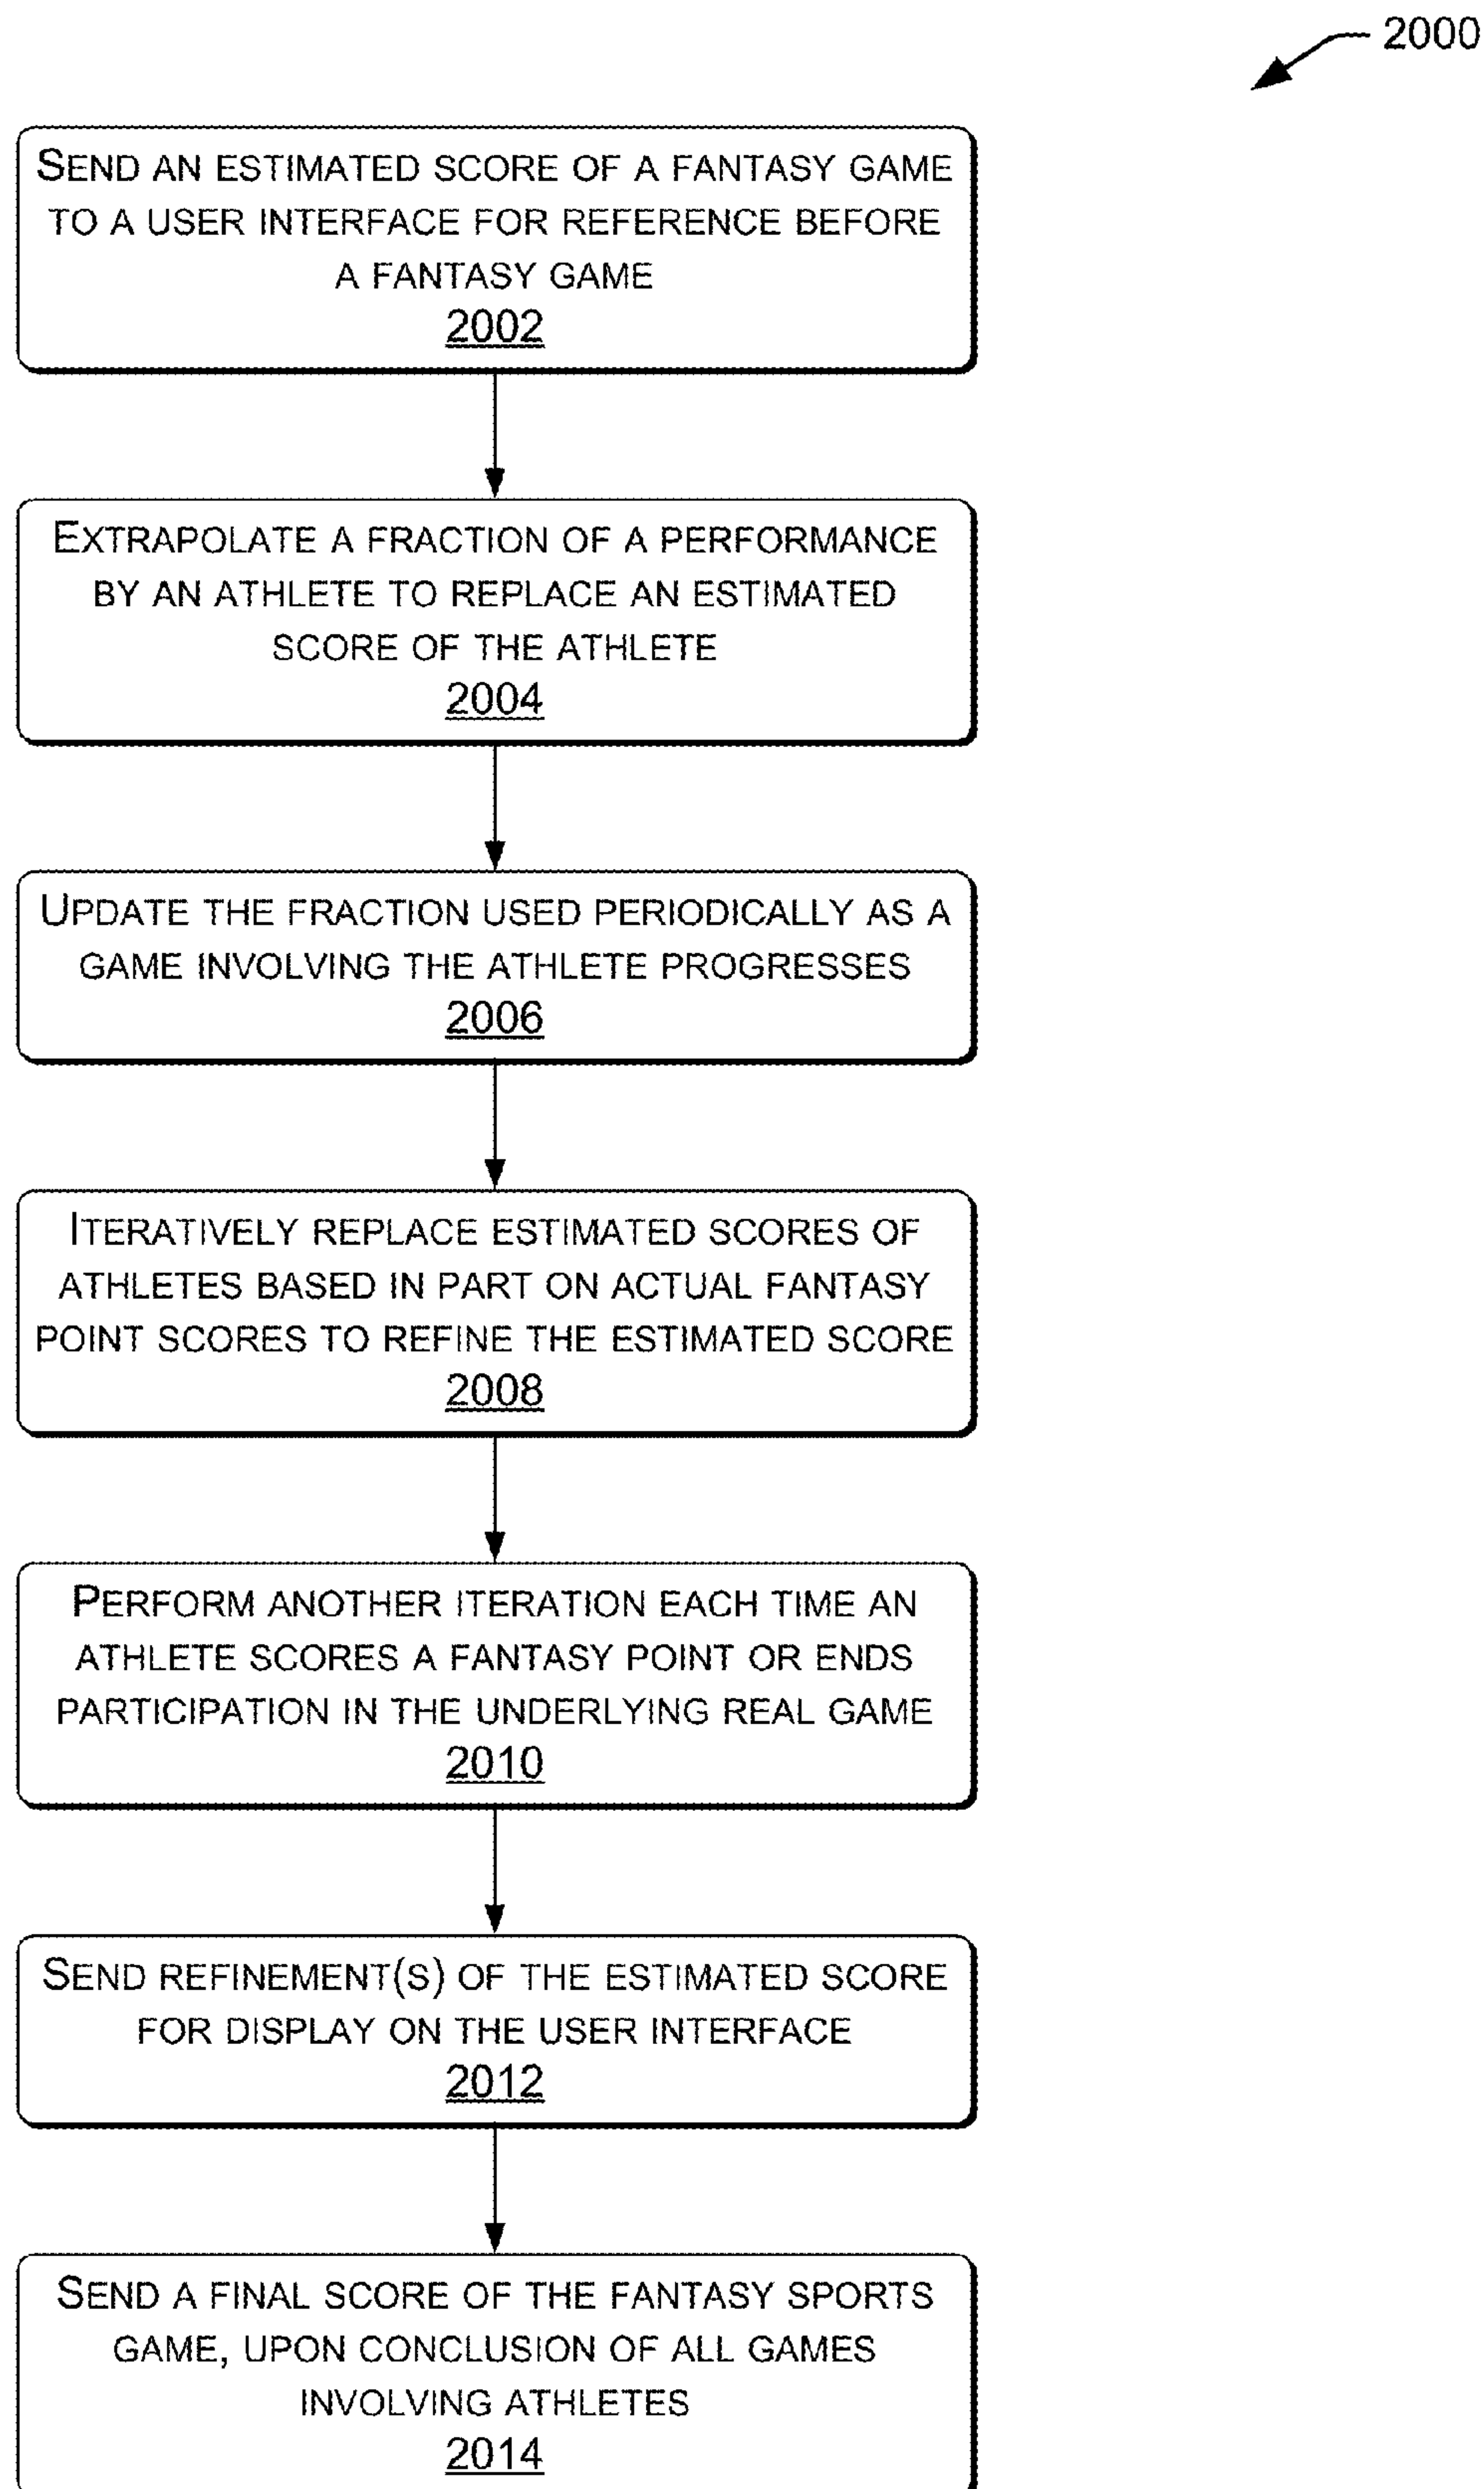 2000
SEND AN ESTIMATED SCORE OF A FANTASY GAME
TO A USER INTERFACE FOR REFERENCE BEFORE
A FANTASY GAME
2002
EXTRAPOLATE A FRACTION OF A PERFORMANCE
BY AN ATHLETE TO REPLACE AN ESTIMATED
SCORE OF THE ATHLETE
2004
UPDATE THE FRACTION USED PERIODICALLY AS A
GAME INVOLVING THE ATHLETE PROGRESSES
2006
ITERATIVELY REPLACE ESTIMATED SCORES OF
ATHLETES BASED IN PART ON ACTUAL FANTASY
POINT SCORES TO REFINE THE ESTIMATED SCORE
2008
PERFORM ANOTHER ITERATION EACH TIME AN
ATHLETE SCORES A FANTASY POINT OR ENDS
PARTICIPATION IN THE UNDERLYING REAL GAME
2010
SEND REFINEMENT(S) OF THE ESTIMATED SCORE
FOR DISPLAY ON THE USER INTERFACE
2012
SEND A FINAL SCORE OF THE FANTASY SPORTS
GAME, UPON CONCLUSION OF ALL GAMES
INVOLVING ATHLETES
2014